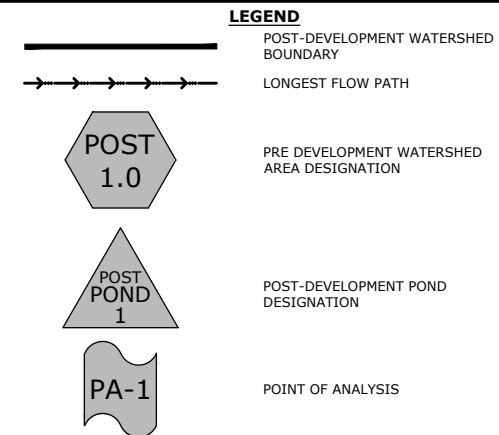 LEGEND
POST-DEVELOPMENT WATERSHED
BOUNDARY
LONGEST FLOW PATH
POST
1.0
PRE DEVELOPMENT WATERSHED
AREA DESIGNATION
POST
POND
1
POST-DEVELOPMENT POND
DESIGNATION
PA-1
POINT OF ANALYSIS